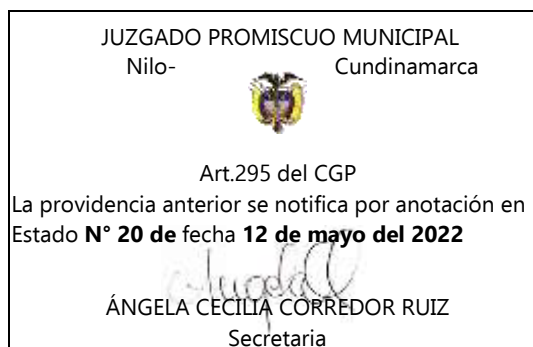 JUZGADO PROMISCUO MUNICIPAL
Nilo- Cundinamarca
Art.295 del CGP
La providencia anterior se notifica por anotación en
Estado N° 20 de fecha 12 de mayo del 2022
ÁNGELA CECILIA CORREDOR RUIZ
Secretaria